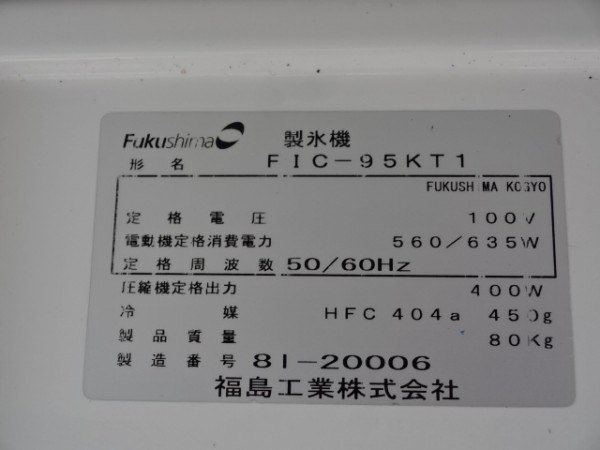 Fukushima 製氷機
形名 FIC-95KT1
FUKUSHIMA KOGYO
定格電圧 100V
電動機定格消費電力 560/635W
定格周波数 50/60Hz
圧縮機定格出力 400W
冷媒 HFC 404a 450g
製品質量 80Kg
製造番号 81-20006
福島工業株式会社